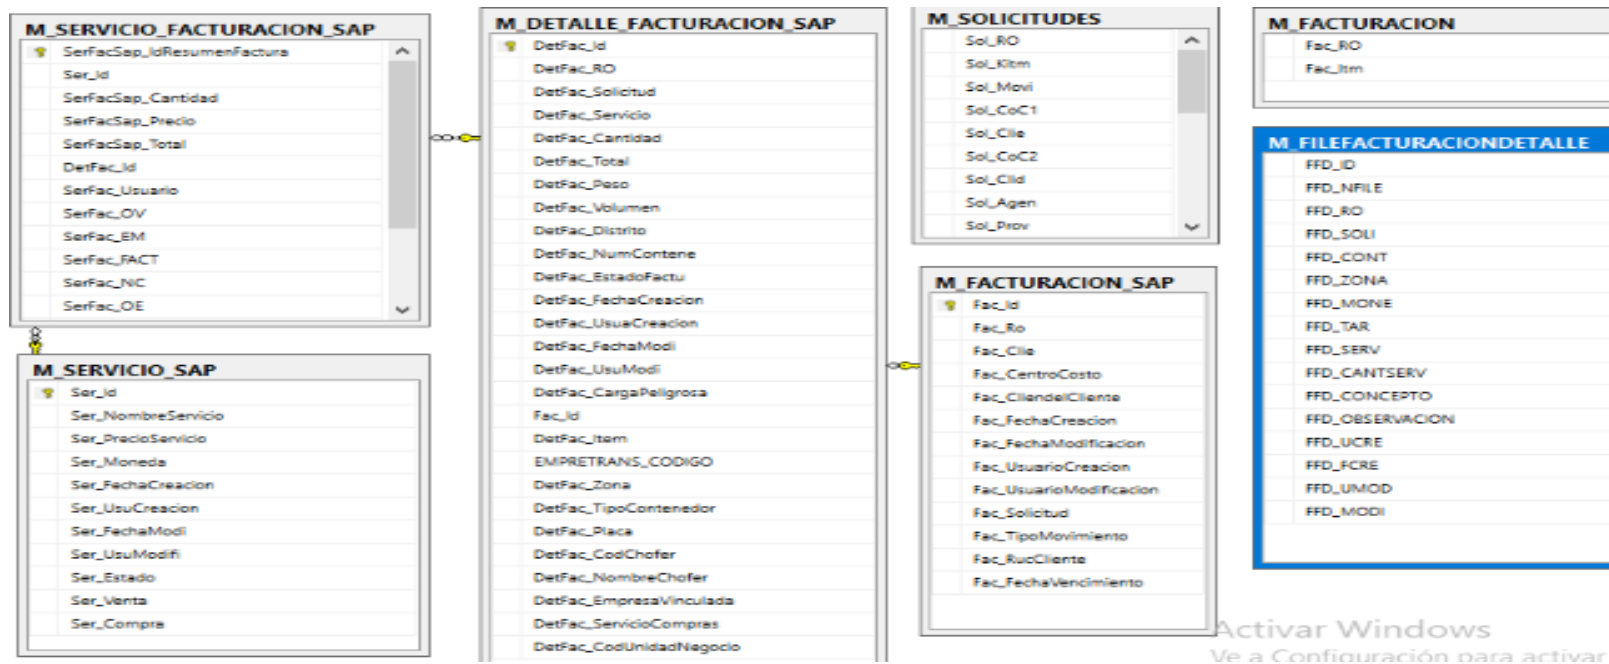 M_SERVICIO_FACTURACION_SAP
SerFacSap_IdResumenFactura
Ser_Id
SerFacSap_Cantidad
SerFacSap_Precio
SerFacSap_Total
DetFac_Id
SerFac_Usuario
SerFac_OV
SerFac_EM
SerFac_FACT
SerFac_NC
SerFac_OE
M_SERVICIO_SAP
Ser_Id
Ser_NombreServicio
Ser_PrecioServicio
Ser_Moneda
Ser_FechaCreacion
Ser_UsuCreacion
Ser_FechaModi
Ser_UsuModifi
Ser_Estado
Ser_Venta
Ser_Compra
M_DETALLE_FACTURACION_SAP
DetFac_Id
DetFac_RO
DetFac_Solicitud
DetFac_Servicio
DetFac_Cantidad
DetFac_Total
DetFac_Peso
DetFac_Volumen
DetFac_Distrito
DetFac_NumContene
DetFac_EstadoFactu
DetFac_FechaCreacion
DetFac_UsuaCreacion
DetFac_FechaModi
DetFac_UsuModi
DetFac_CargaPeligrosa
Fac_Id
DetFac_Item
EMPRETRANS_CODIGO
DetFac_Zona
DetFac_TipoContenedor
DetFac_Placa
DetFac_CodChofer
DetFac_NombreChofer
DetFac_EmpresaVinculada
DetFac_ServicioCompras
DetFac_CodUnidadNegocio
M_SOLICITUDES
Sol_RO
Sol_KItm
Sol_Movi
Sol_CoC1
Sol_Clie
Sol_CoC2
Sol_Clid
Sol_Agen
Sol_Prov
M_FACTURACION_SAP
Fac_Id
Fac_Ro
Fac_Clie
Fac_CentroCosto
Fac_CliendelCliente
Fac_FechaCreacion
Fac_FechaModificacion
Fac_UsuarioCreacion
Fac_UsuarioModificacion
Fac_Solicitud
Fac_TipoMovimiento
Fac_RucCliente
Fac_FechaVencimiento
M_FACTURACION
Fac_RO
Fac_Itm
M_FILEFACTURACIONDETALLE
FFD_ID
FFD_NFILE
FFD_RO
FFD_SOLI
FFD_CONT
FFD_ZONA
FFD_MONE
FFD_TAR
FFD_SERV
FFD_CANTSERV
FFD_CONCEPTO
FFD_OBSERVACION
FFD_UCRE
FFD_FCRE
FFD_UMOD
FFD_MODI
Activar Windows
Ve a Configuración para activar